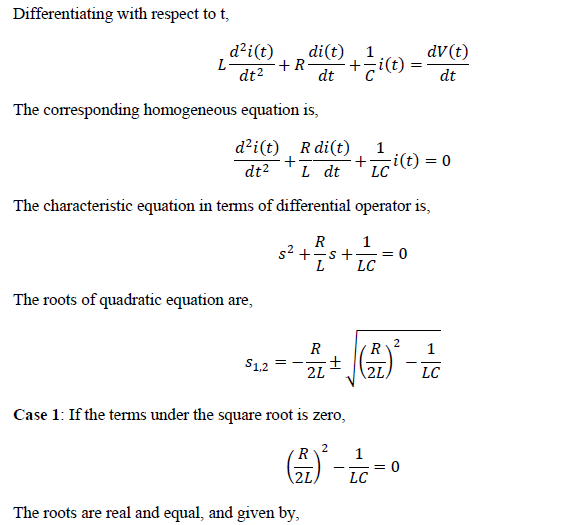 Differentiating with respect to t,
L d²i(t)/dt² + R di(t)/dt + 1/C i(t) = dV(t)/dt
The corresponding homogeneous equation is,
d²i(t)/dt² + R/L di(t)/dt + 1/LC i(t) = 0
The characteristic equation in terms of differential operator is,
s² + R/L s + 1/LC = 0
The roots of quadratic equation are,
s₁,₂ = − R/2L ± √((R/2L)² − 1/LC)
Case 1: If the terms under the square root is zero,
(R/2L)² − 1/LC = 0
The roots are real and equal, and given by,